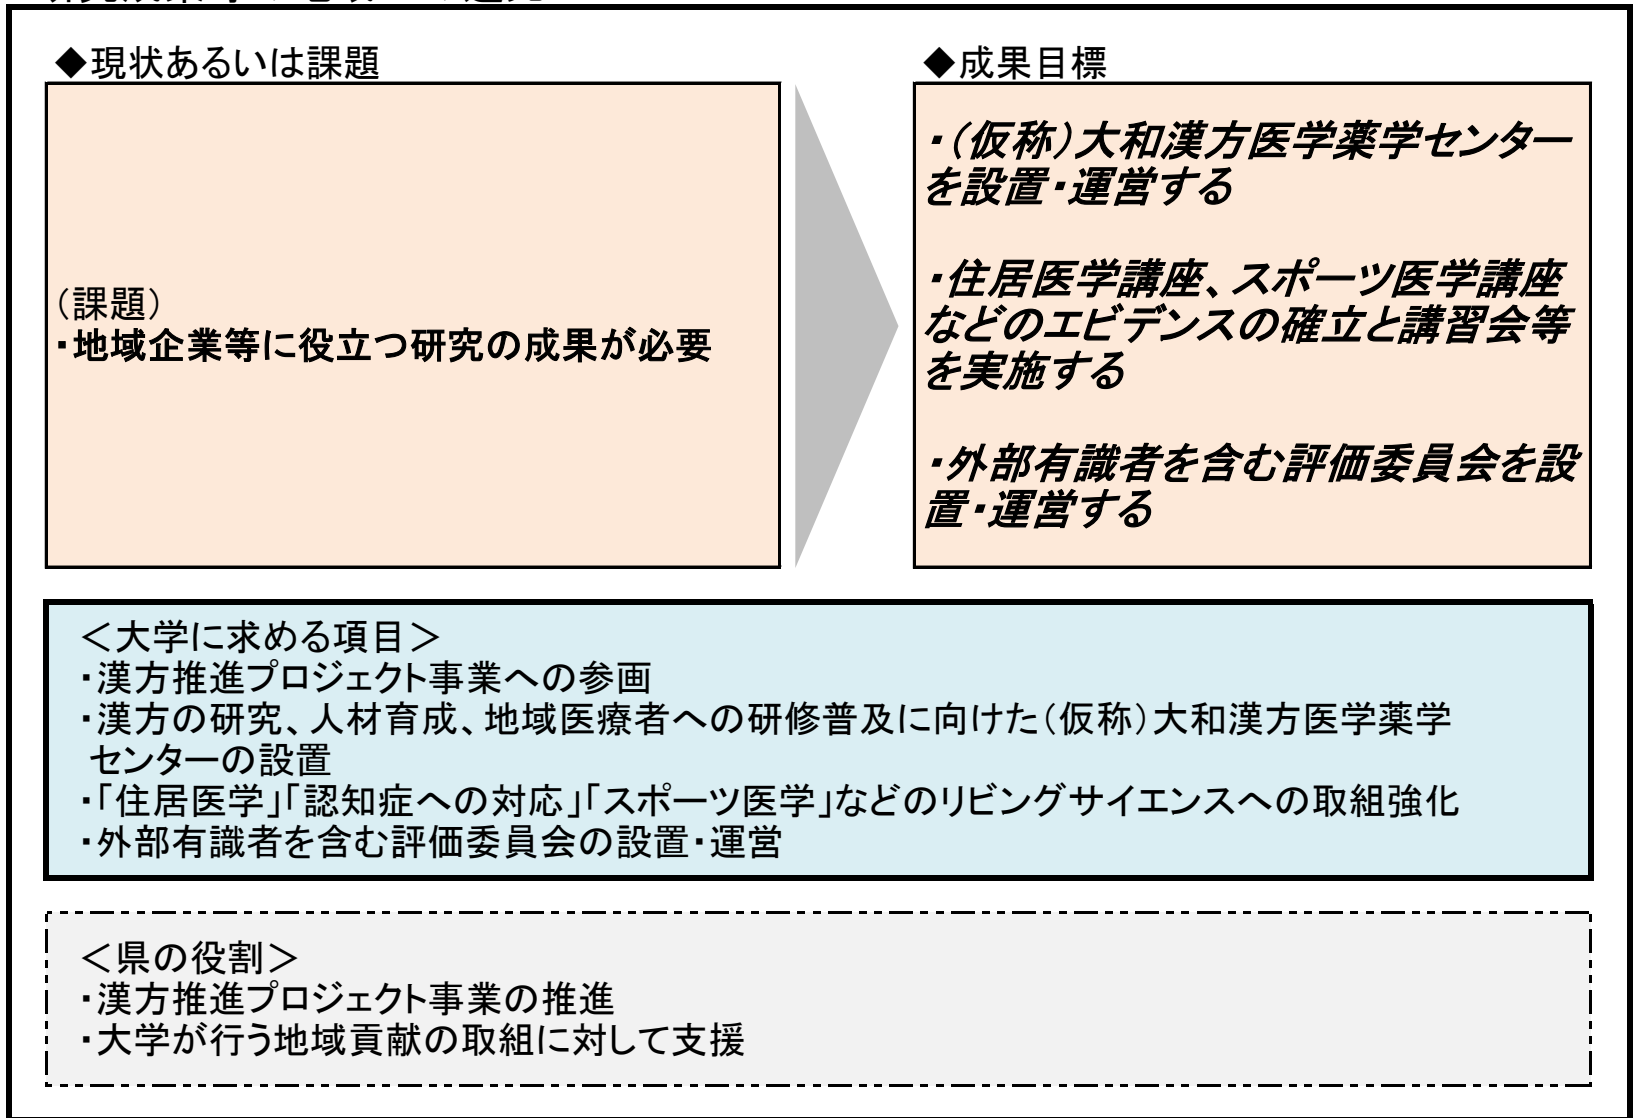 ◆現状あるいは課題
(課題)
・地域企業等に役立つ研究の成果が必要
◆成果目標
・(仮称)大和漢方医学薬学センター
を設置・運営する
・住居医学講座、スポーツ医学講座
などのエビデンスの確立と講習会等
を実施する
・外部有識者を含む評価委員会を設
置・運営する
＜大学に求める項目＞
・漢方推進プロジェクト事業への参画
・漢方の研究、人材育成、地域医療者への研修普及に向けた(仮称)大和漢方医学薬学
センターの設置
・「住居医学」「認知症への対応」「スポーツ医学」などのリビングサイエンスへの取組強化
・外部有識者を含む評価委員会の設置・運営
＜県の役割＞
・漢方推進プロジェクト事業の推進
・大学が行う地域貢献の取組に対して支援